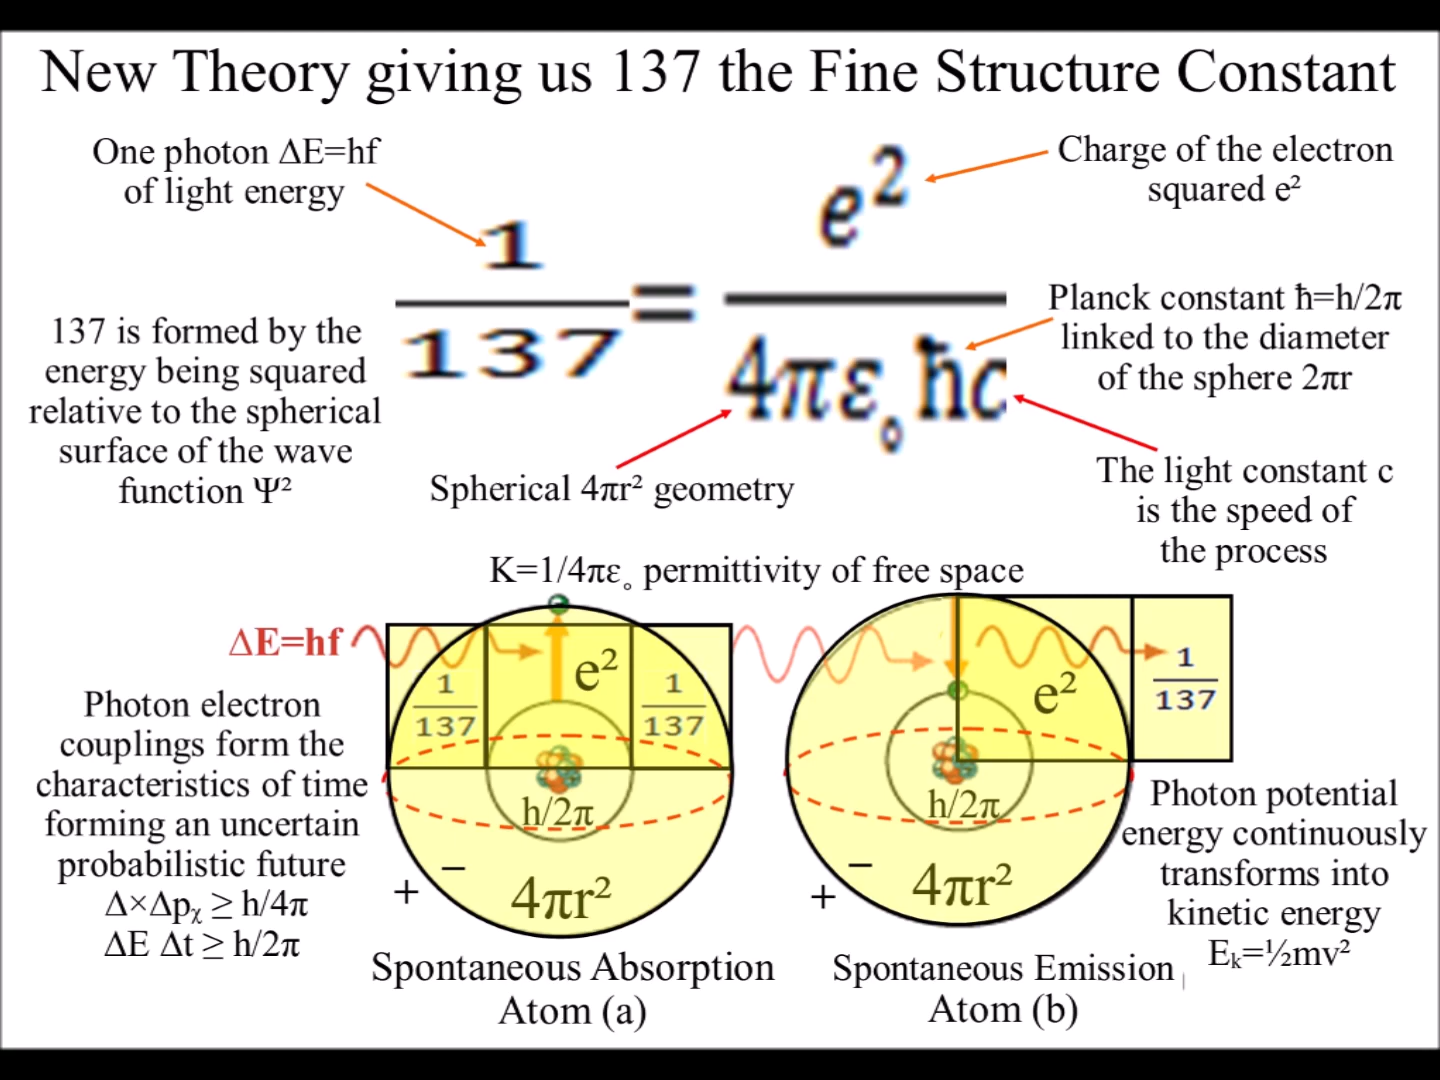 New Theory giving us 137 the Fine Structure Constant
One photon ΔE=hf
of light energy
1
137
=
e²
4πε₀ħc
Charge of the electron
squared e²
137 is formed by the
energy being squared
relative to the spherical
surface of the wave
function Ψ²
Planck constant ħ=h/2π
linked to the diameter
of the sphere 2πr
Spherical 4πr² geometry
The light constant c
is the speed of
the process
K=1/4πε₀ permittivity of free space
ΔE=hf
1
137
e²
1
137
h/2π
4πr²
+
−
e²
1
137
h/2π
4πr²
+
−
Photon electron
couplings form the
characteristics of time
forming an uncertain
probabilistic future
Δ×Δpᵪ ≥ h/4π
ΔE Δt ≥ h/2π
Photon potential
energy continuously
transforms into
kinetic energy
Eₖ=½mv²
Spontaneous Absorption
Atom (a)
Spontaneous Emission
Atom (b)